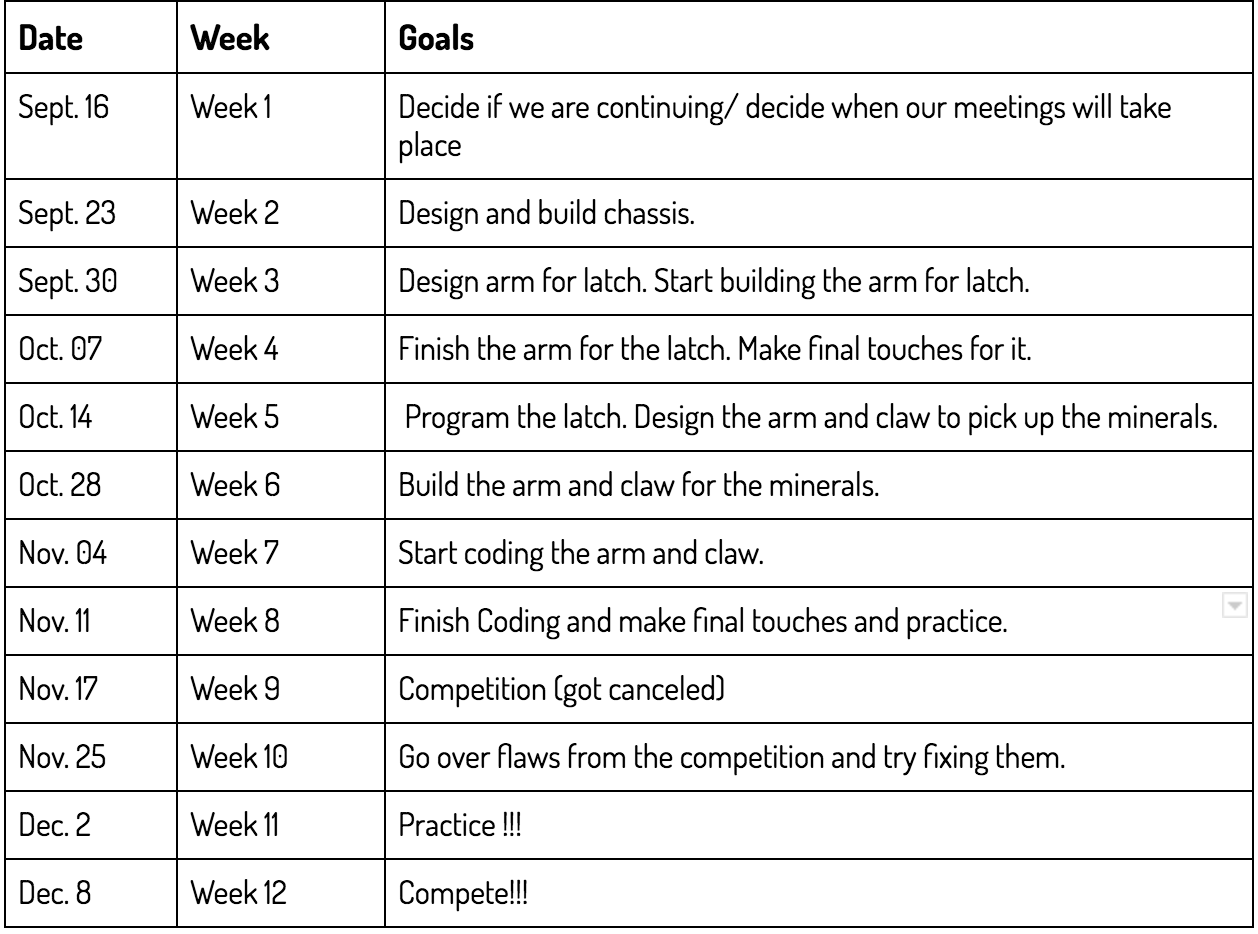 Date Week Goals
Sept. 16 Week 1 Decide if we are continuing/ decide when our meetings will take
place
Sept. 23 Week 2 Design and build chassis.
Sept. 30 Week 3 Design arm for latch. Start building the arm for latch.
Oct. 07 Week 4 Finish the arm for the latch. Make final touches for it.
Oct. 14 Week 5 Program the latch. Design the arm and claw to pick up the minerals.
Oct. 28 Week 6 Build the arm and claw for the minerals.
Nov. 04 Week 7 Start coding the arm and claw.
Nov. 11 Week 8 Finish Coding and make final touches and practice.
Nov. 17 Week 9 Competition (got canceled)
Nov. 25 Week 10 Go over flaws from the competition and try fixing them.
Dec. 2 Week 11 Practice !!!
Dec. 8 Week 12 Compete!!!